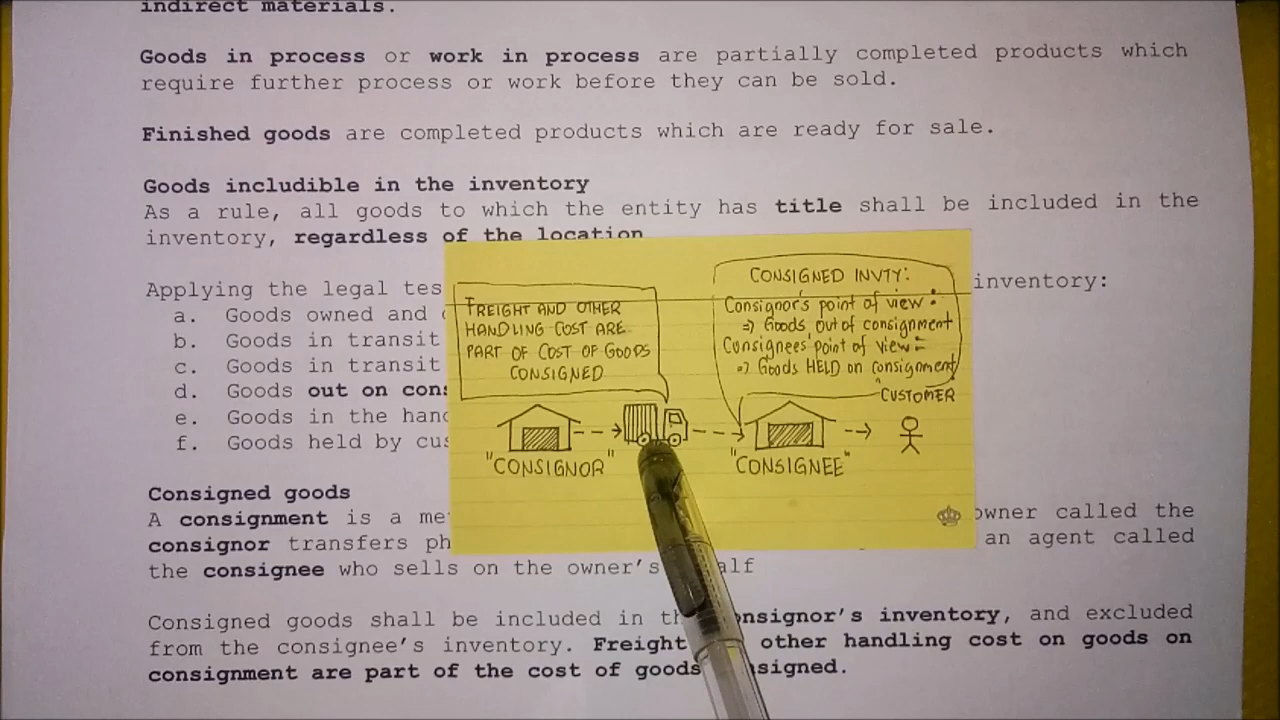 indirect materials.
Goods in process or work in process are partially completed products which
require further process or work before they can be sold.
Finished goods are completed products which are ready for sale.
Goods includible in the inventory
As a rule, all goods to which the entity has title shall be included in the
inventory, regardless of the location
Applying the legal tes inventory:
a. Goods owned and
b. Goods in transit
c. Goods in transit
d. Goods out on cons
e. Goods in the hand
f. Goods held by cus
FREIGHT AND OTHER
HANDLING COST ARE
PART OF COST OF GOODS
CONSIGNED
CONSIGNED INVTY:
Consignor's point of view:
=> Goods out of consignment
Consignees' point of view:
=> Goods HELD on consignment
CUSTOMER
"CONSIGNOR"
"CONSIGNEE"
Consigned goods
A consignment is a me owner called the
consignor transfers ph an agent called
the consignee who sells on the owner's alf
Consigned goods shall be included in th onsignor's inventory, and excluded
from the consignee's inventory. Freight other handling cost on goods on
consignment are part of the cost of goods signed.